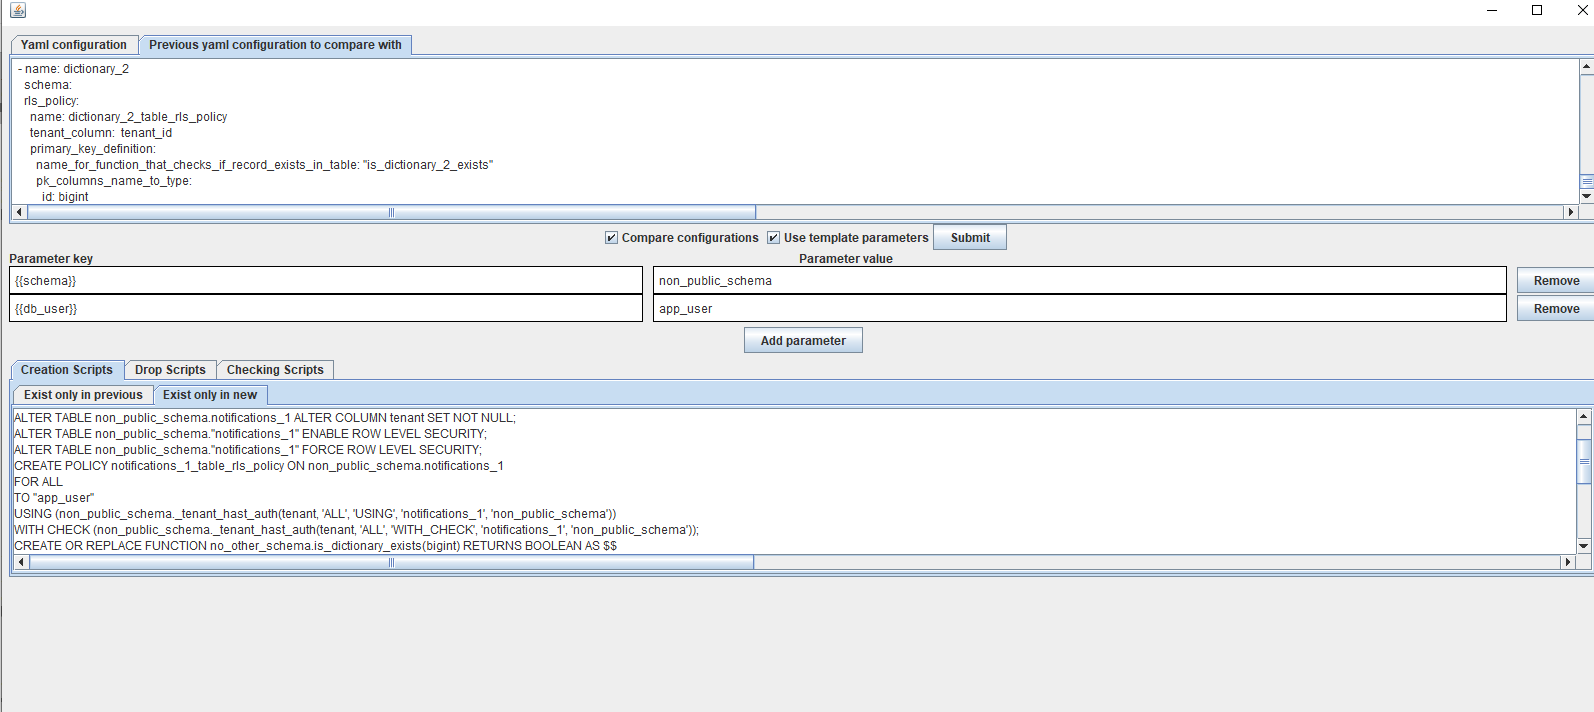 Yaml configuration Previous yaml configuration to compare with
- name: dictionary_2
schema:
rls_policy:
name: dictionary_2_table_rls_policy
tenant_column: tenant_id
primary_key_definition:
name_for_function_that_checks_if_record_exists_in_table: "is_dictionary_2_exists"
pk_columns_name_to_type:
id: bigint
Compare configurations Use template parameters Submit
Parameter key Parameter value
{{schema}} non_public_schema Remove
{{db_user}} app_user Remove
Add parameter
Creation Scripts Drop Scripts Checking Scripts
Exist only in previous Exist only in new
ALTER TABLE non_public_schema.notifications_1 ALTER COLUMN tenant SET NOT NULL;
ALTER TABLE non_public_schema."notifications_1" ENABLE ROW LEVEL SECURITY;
ALTER TABLE non_public_schema."notifications_1" FORCE ROW LEVEL SECURITY;
CREATE POLICY notifications_1_table_rls_policy ON non_public_schema.notifications_1
FOR ALL
TO "app_user"
USING (non_public_schema._tenant_hast_auth(tenant, 'ALL', 'USING', 'notifications_1', 'non_public_schema'))
WITH CHECK (non_public_schema._tenant_hast_auth(tenant, 'ALL', 'WITH_CHECK', 'notifications_1', 'non_public_schema'));
CREATE OR REPLACE FUNCTION no_other_schema.is_dictionary_exists(bigint) RETURNS BOOLEAN AS $$